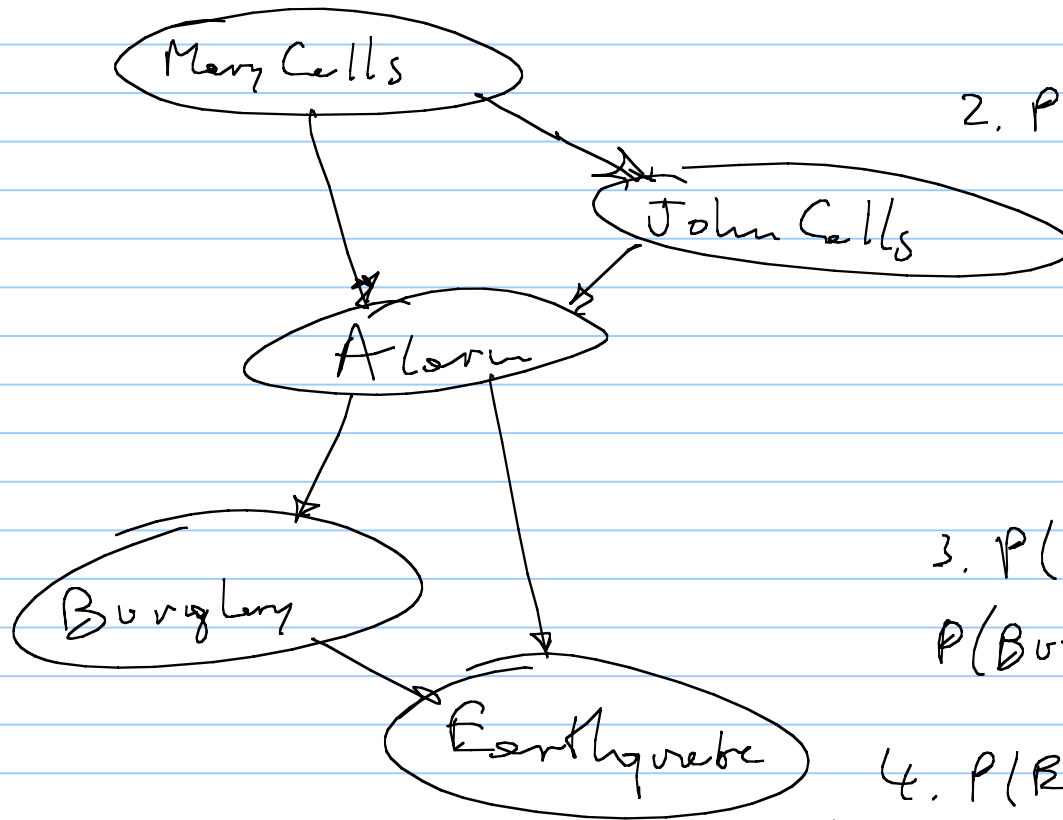 Mary Calls
2. P
John Calls
Alarm
3. P(
Burglary
P(Bu
Earthquake
4. P(B